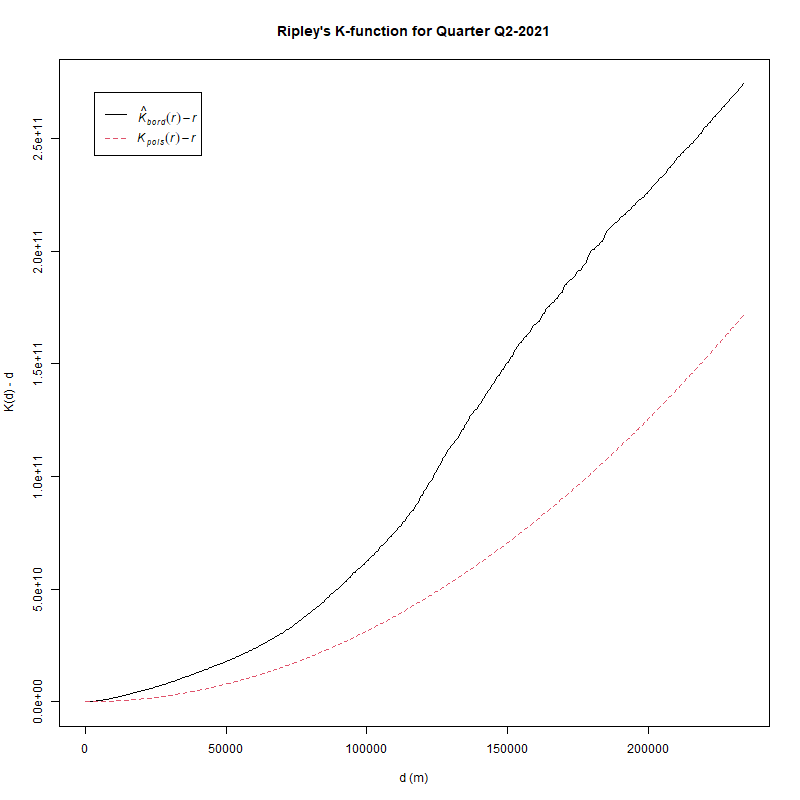 Ripley's K-function for Quarter Q2-2021
K̂bord(r) − r
Kpois(r) − r
K(d) - d
2.5e+11
2.0e+11
1.5e+11
1.0e+11
5.0e+10
0.0e+00
0 50000 100000 150000 200000
d (m)